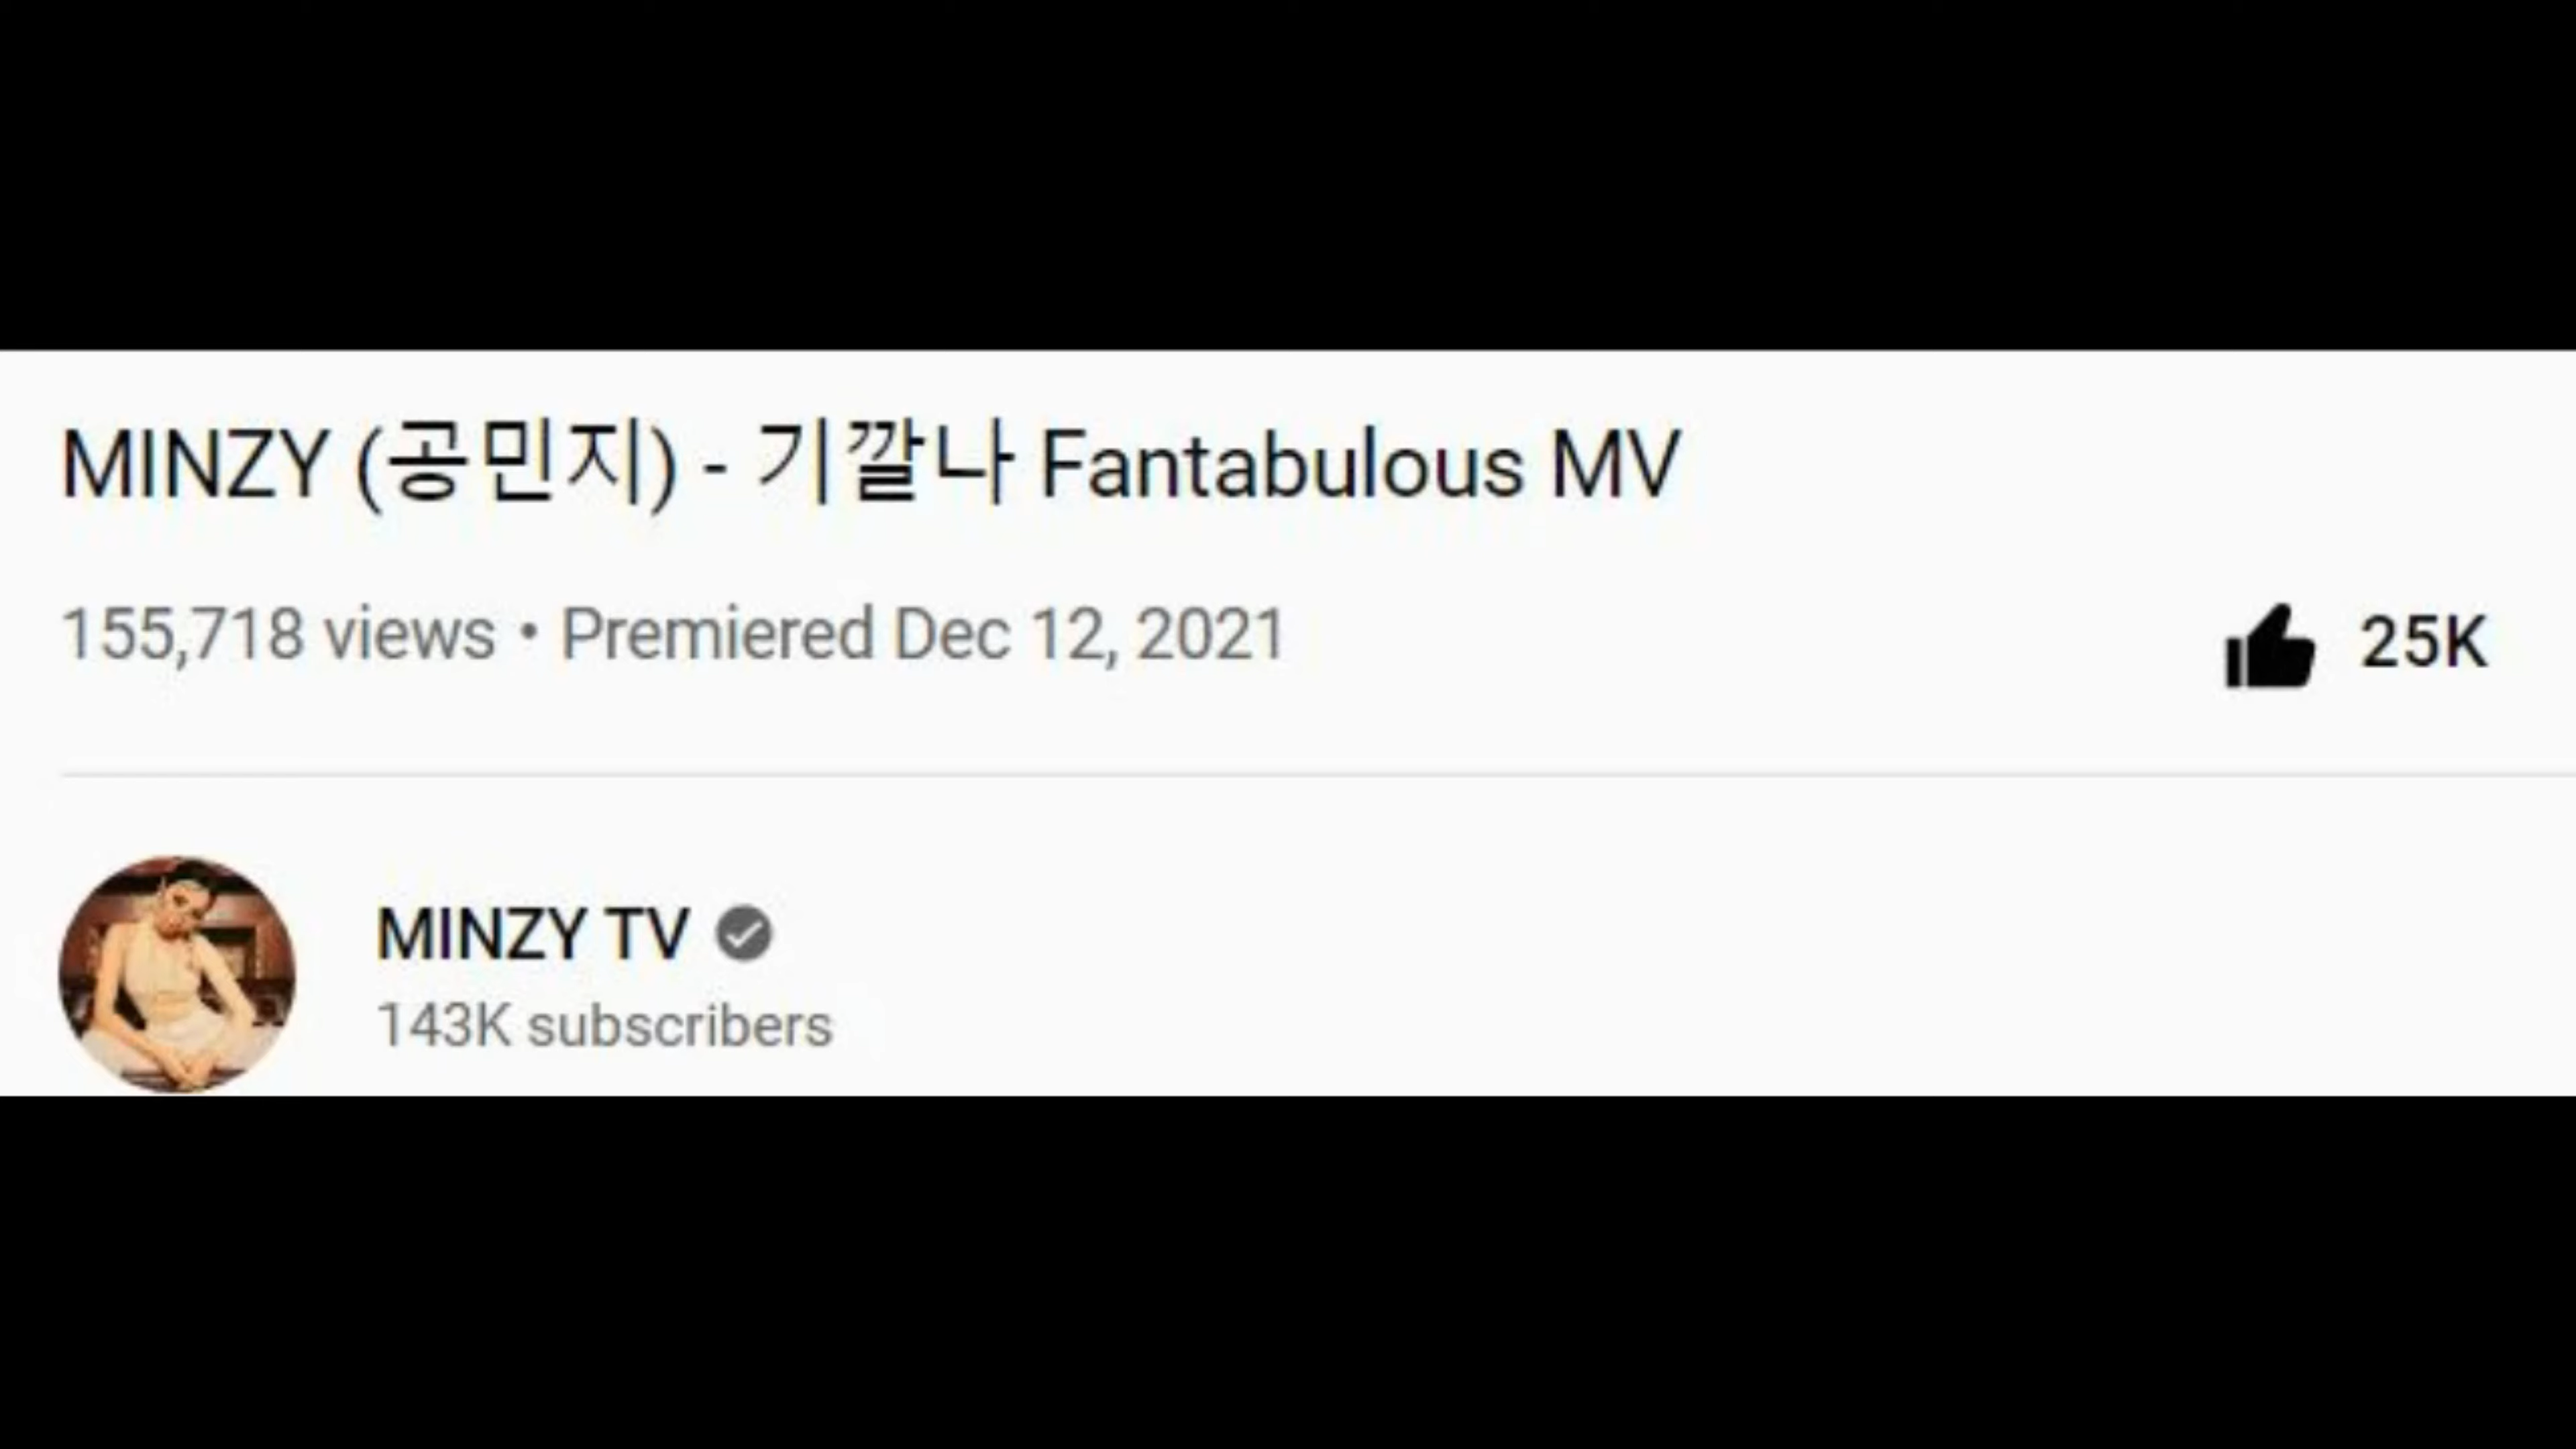 MINZY (공민지) - 기깔나 Fantabulous MV
155,718 views • Premiered Dec 12, 2021
25K
MINZY TV
143K subscribers